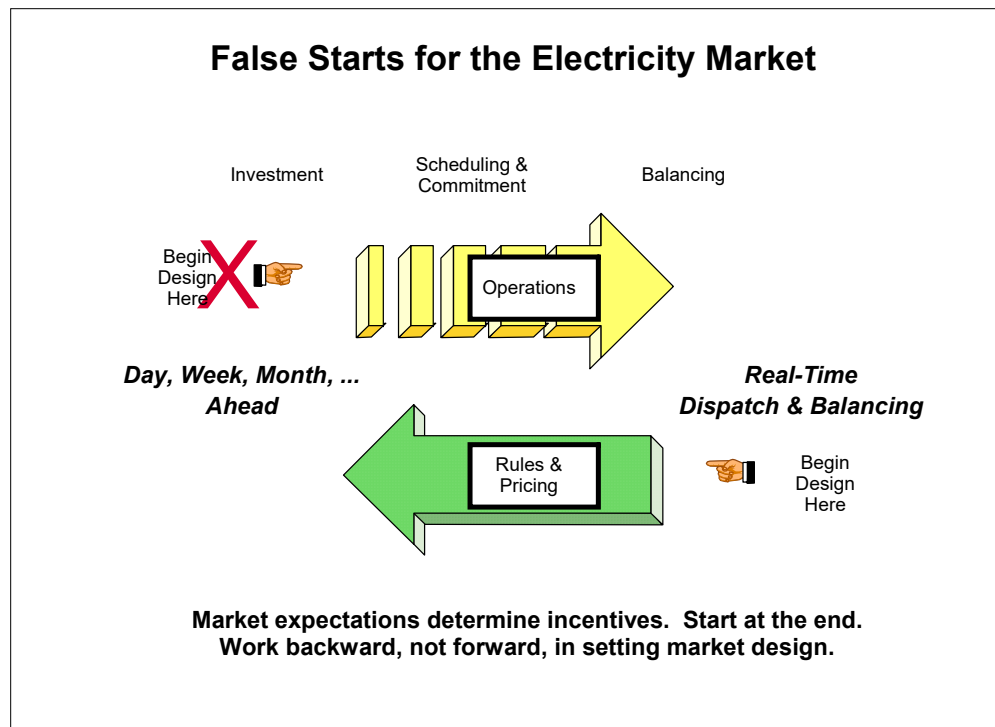 False Starts for the Electricity Market
Investment
Scheduling &
Commitment
Balancing
Begin
Design
Here
Operations
Day, Week, Month, ...
Ahead
Real-Time
Dispatch & Balancing
Rules &
Pricing
Begin
Design
Here
Market expectations determine incentives.  Start at the end.
Work backward, not forward, in setting market design.